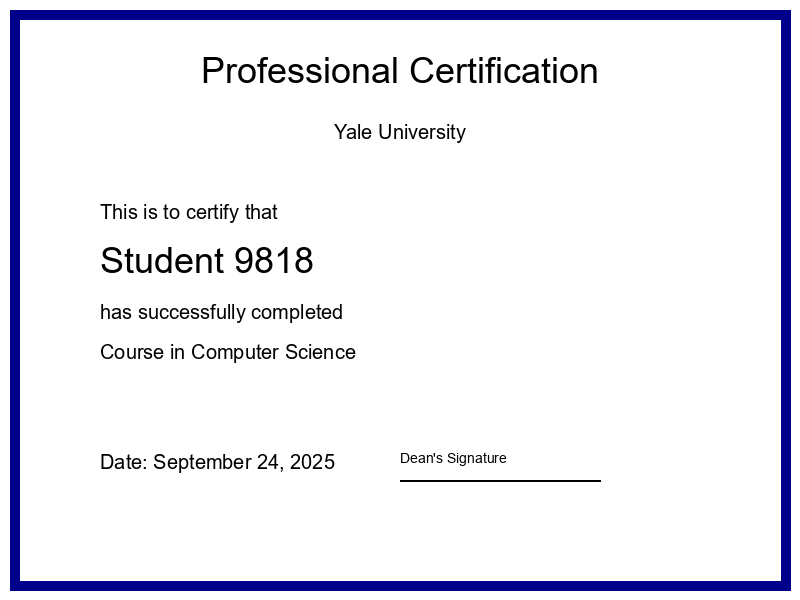 Professional Certification
Yale University
This is to certify that
Student 9818
has successfully completed
Course in Computer Science
Date: September 24, 2025
Dean's Signature